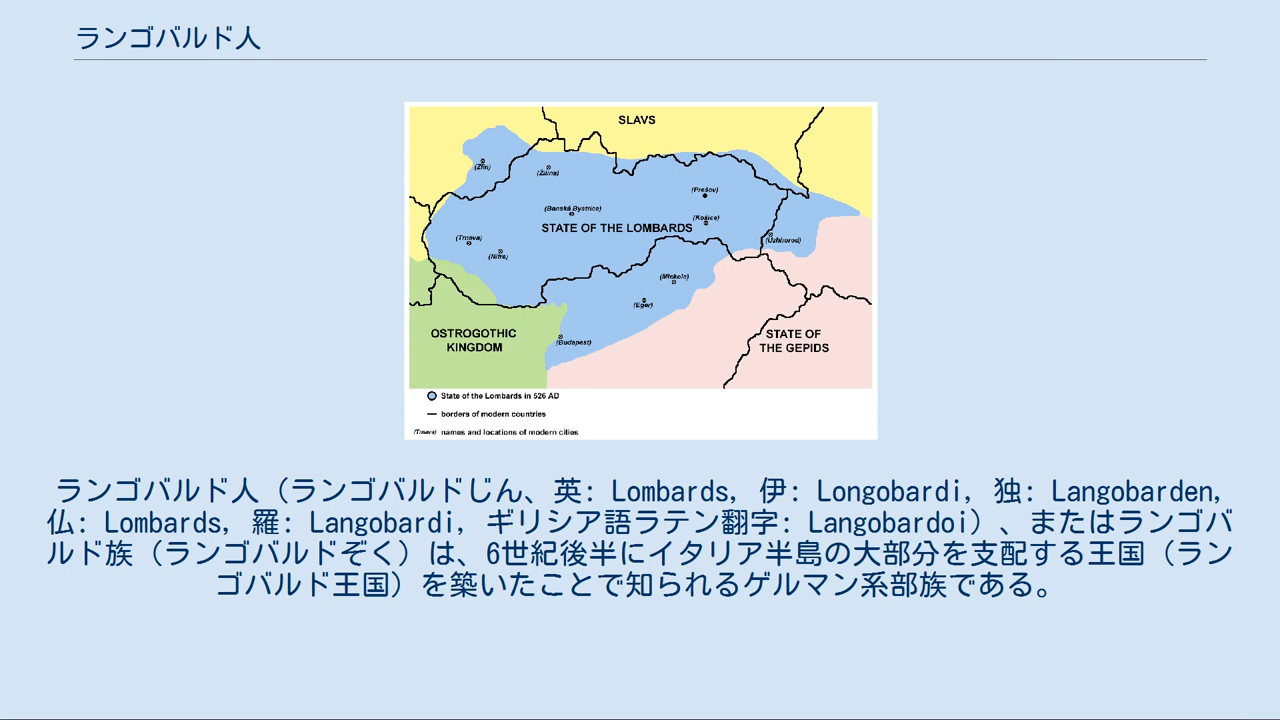 ランゴバルド人
SLAVS
(Zlín)
(Žilina)
(Prešov)
(Banská Bystrica)
(Košice)
STATE OF THE LOMBARDS
(Trnava)
(Uzhhorod)
(Nitra)
(Miskolc)
(Eger)
OSTROGOTHIC
KINGDOM
(Budapest)
STATE OF
THE GEPIDS
State of the Lombards in 526 AD
borders of modern countries
(Trnava) names and locations of modern cities
ランゴバルド人（ランゴバルドじん、英: Lombards, 伊: Longobardi, 独: Langobarden,
仏: Lombards, 羅: Langobardi, ギリシア語ラテン翻字: Langobardoi）、またはランゴバ
ルド族（ランゴバルドぞく）は、6世紀後半にイタリア半島の大部分を支配する王国（ラン
ゴバルド王国）を築いたことで知られるゲルマン系部族である。